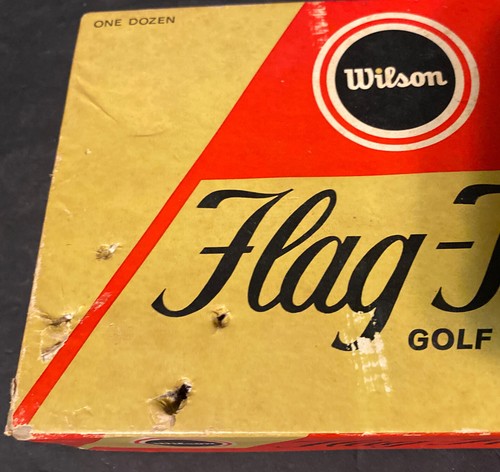 ONE DOZEN
Wilson
Flag-
GOLF